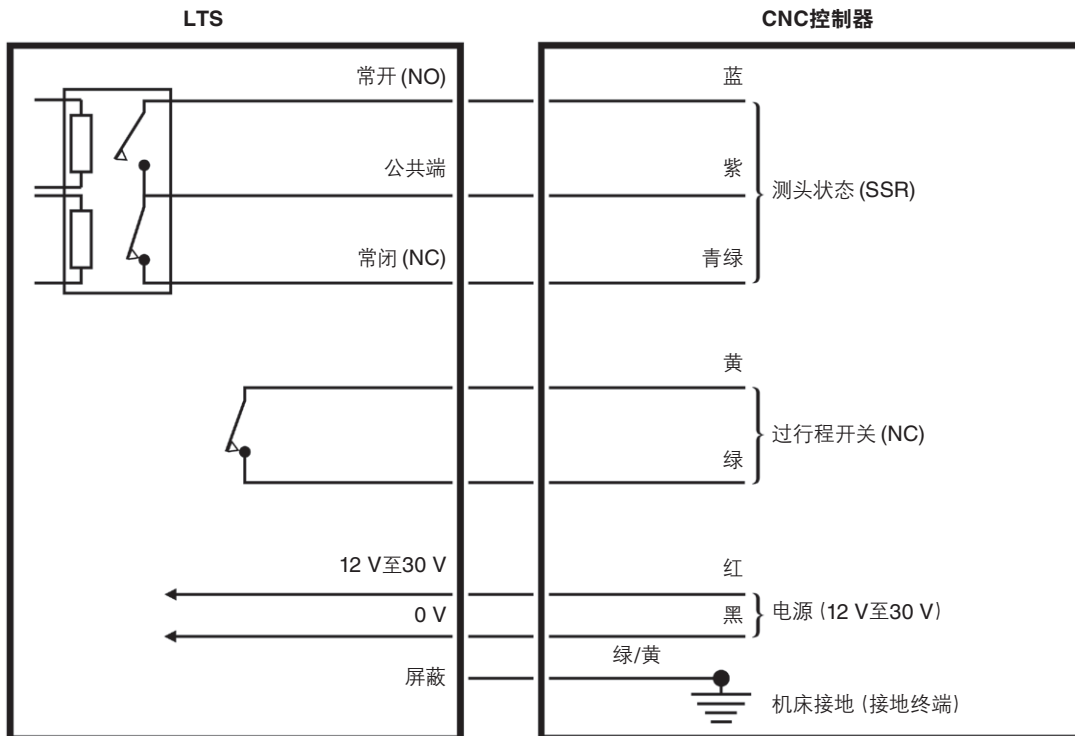 LTS
CNC控制器
常开 (NO)
蓝
公共端
紫
测头状态 (SSR)
常闭 (NC)
青绿
黄
过行程开关 (NC)
绿
12 V至30 V
红
0 V
黑
电源 (12 V至30 V)
绿/黄
屏蔽
机床接地 (接地终端)